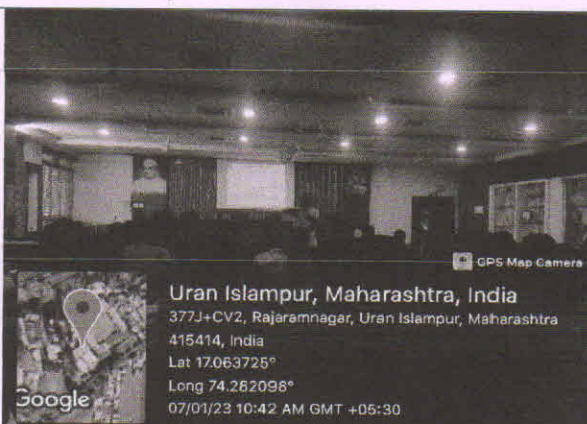 GPS Map Camera
Uran Islampur, Maharashtra, India
377J+CV2, Rajaramnagar, Uran Islampur, Maharashtra
415414, India
Lat 17.063725°
Long 74.282098°
07/01/23 10:42 AM GMT +05:30
Google